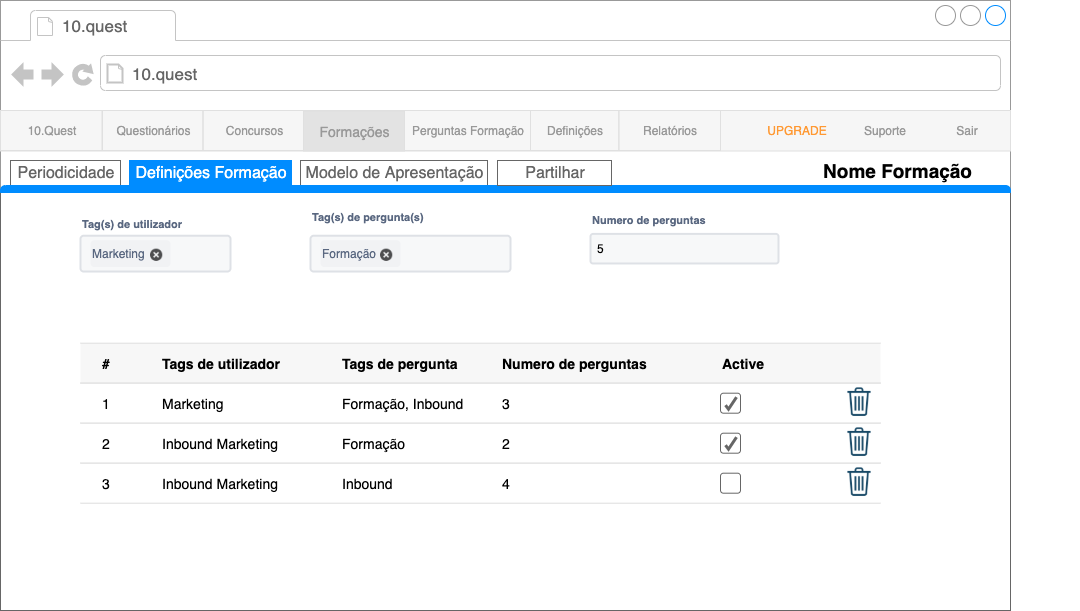 10.quest
10.quest
10.Quest Questionários Concursos Formações Perguntas Formação Definições Relatórios UPGRADE Suporte Sair
Periodicidade Definições Formação Modelo de Apresentação Partilhar Nome Formação
Tag(s) de utilizador Tag(s) de pergunta(s) Numero de perguntas
Marketing Formação 5
# Tags de utilizador Tags de pergunta Numero de perguntas Active
1 Marketing Formação, Inbound 3
2 Inbound Marketing Formação 2
3 Inbound Marketing Inbound 4